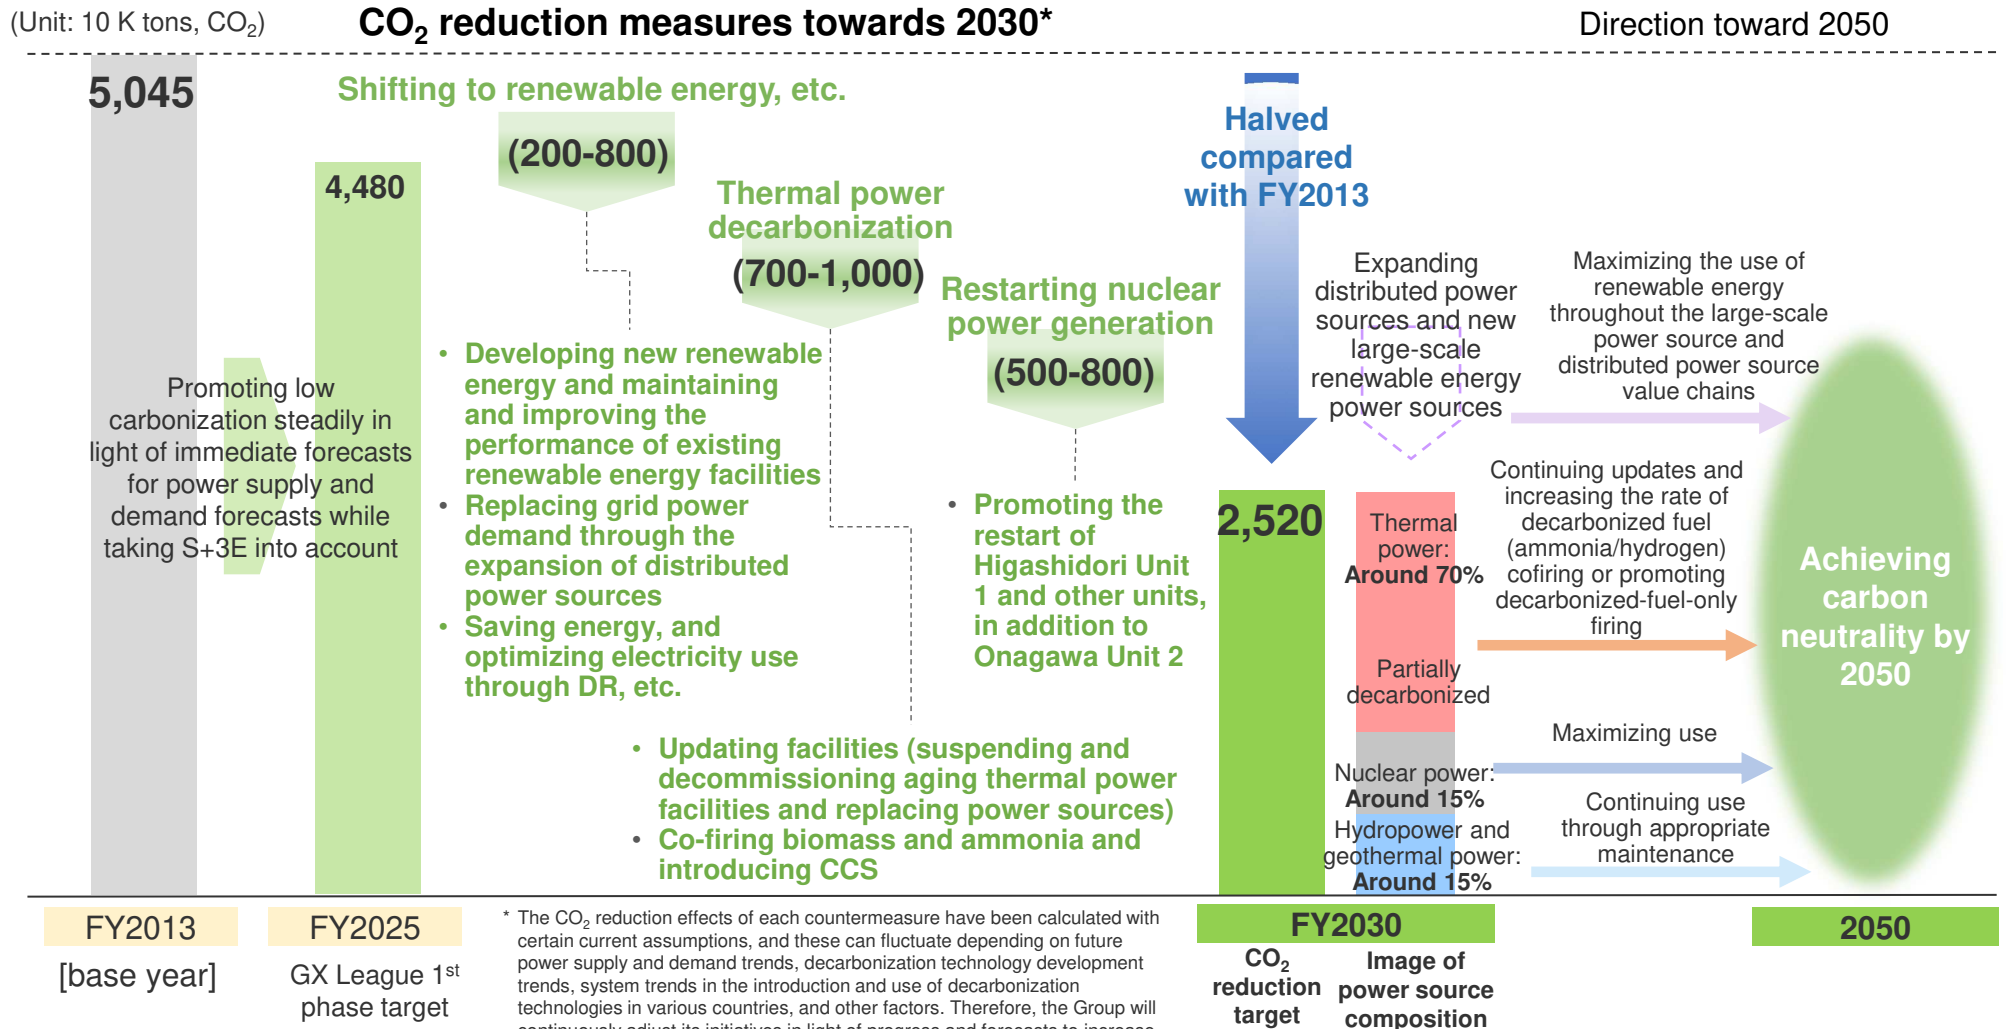 (Unit: 10 K tons, CO₂)
CO₂ reduction measures towards 2030*
Direction toward 2050
5,045
4,480
Promoting low
carbonization steadily in
light of immediate forecasts
for power supply and
demand forecasts while
taking S+3E into account
Shifting to renewable energy, etc.
(200-800)
• Developing new renewable
energy and maintaining
and improving the
performance of existing
renewable energy facilities
• Replacing grid power
demand through the
expansion of distributed
power sources
• Saving energy, and
optimizing electricity use
through DR, etc.
Thermal power
decarbonization
(700-1,000)
• Updating facilities (suspending and
decommissioning aging thermal power
facilities and replacing power sources)
• Co-firing biomass and ammonia and
introducing CCS
Restarting nuclear
power generation
(500-800)
• Promoting the
restart of
Higashidori Unit
1 and other units,
in addition to
Onagawa Unit 2
Halved
compared
with FY2013
2,520
Expanding
distributed power
sources and new
large-scale
renewable energy
power sources
Thermal
power:
Around 70%
Partially
decarbonized
Nuclear power:
Around 15%
Hydropower and
geothermal power:
Around 15%
Maximizing the use of
renewable energy
throughout the large-scale
power source and
distributed power source
value chains
Continuing updates and
increasing the rate of
decarbonized fuel
(ammonia/hydrogen)
cofiring or promoting
decarbonized-fuel-only
firing
Maximizing use
Continuing use
through appropriate
maintenance
Achieving
carbon
neutrality by
2050
FY2013
[base year]
FY2025
GX League 1st
phase target
* The CO₂ reduction effects of each countermeasure have been calculated with
certain current assumptions, and these can fluctuate depending on future
power supply and demand trends, decarbonization technology development
trends, system trends in the introduction and use of decarbonization
technologies in various countries, and other factors. Therefore, the Group will
continuously adjust its initiatives in light of progress and forecasts to increase
FY2030
CO₂
reduction
target
Image of
power source
composition
2050